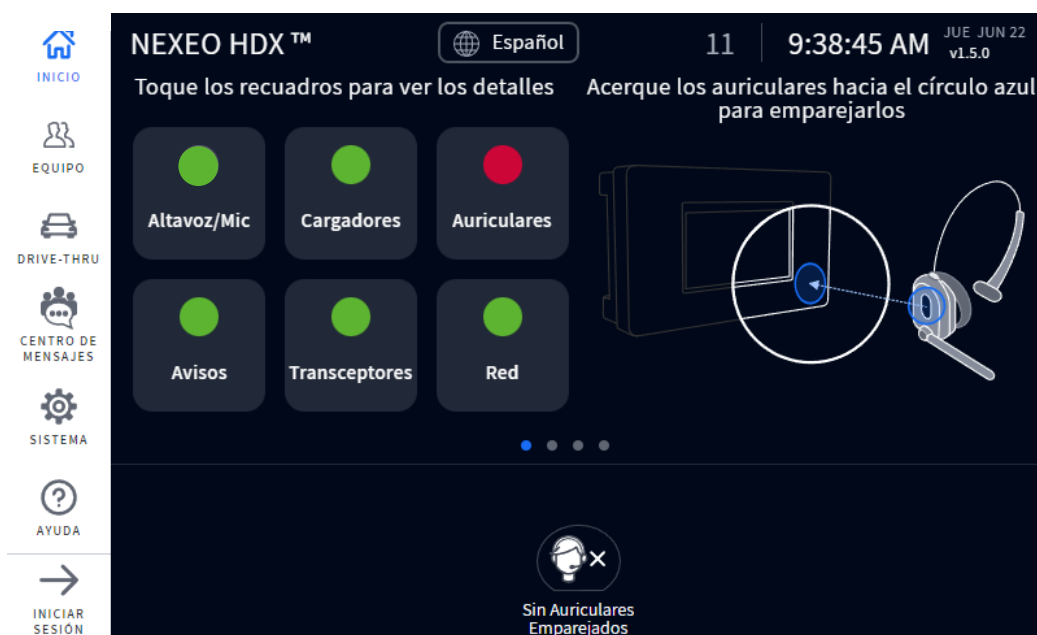 INICIO
EQUIPO
DRIVE-THRU
CENTRO DE
MENSAJES
SISTEMA
AYUDA
INICIAR
SESIÓN
NEXEO HDX ™
Español
11
9:38:45 AM
JUE JUN 22
v1.5.0
Toque los recuadros para ver los detalles
Acerque los auriculares hacia el círculo azul
para emparejarlos
Altavoz/Mic
Cargadores
Auriculares
Avisos
Transceptores
Red
Sin Auriculares
Emparejados